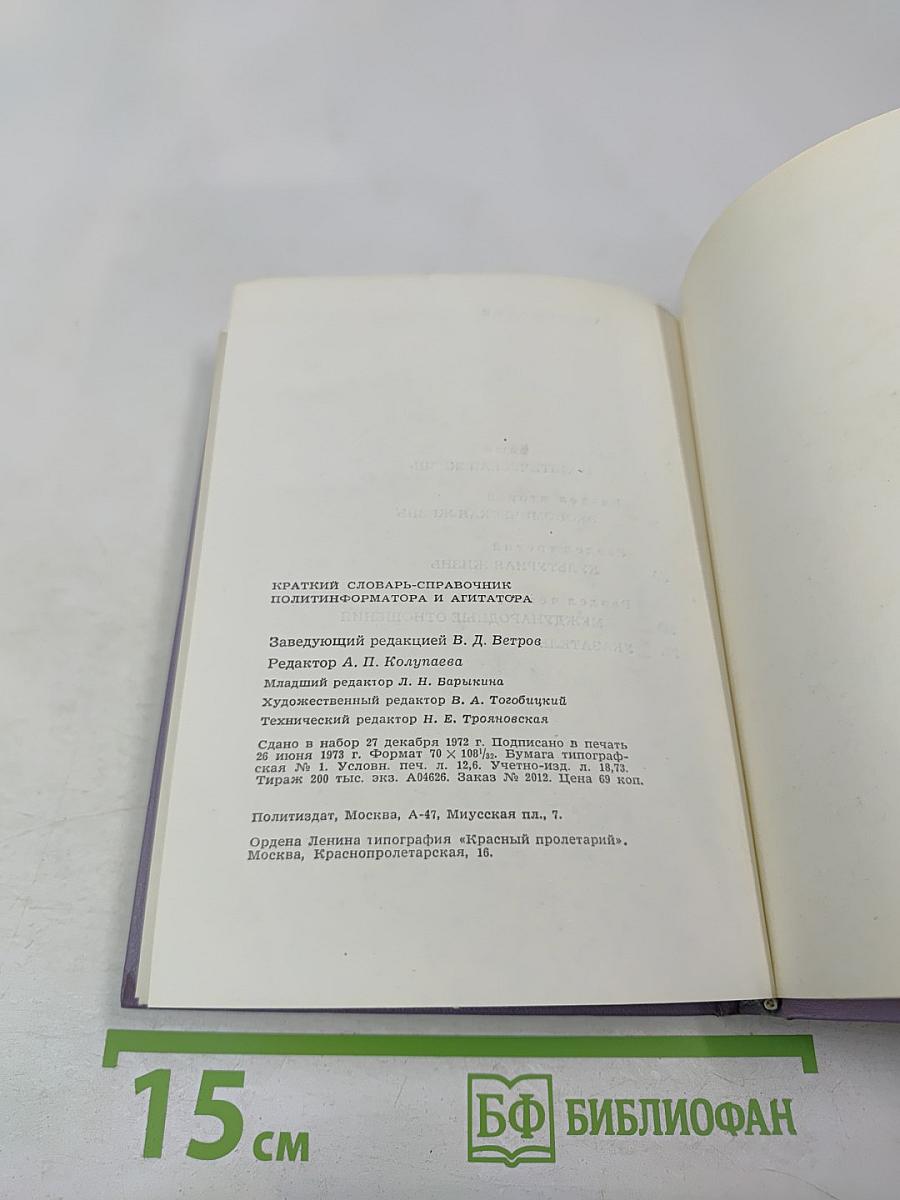 КРАТКИЙ СЛОВАРЬ-СПРАВОЧНИК
ПОЛИТИНФОРМАТОРА И АГИТАТОРА
Заведующий редакцией В. Д. Ветров
Редактор А. П. Колупаева
Младший редактор Л. Н. Барыкина
Художественный редактор В. А. Тогобицкий
Технический редактор Н. Е. Трояновская
Сдано в набор 27 декабря 1972 г. Подписано в печать
26 июня 1973 г. Формат 70 × 108¹/₃₂. Бумага типограф-
ская № 1. Условн. печ. л. 12,6. Учетно-изд. л. 18,73.
Тираж 200 тыс. экз. А04626. Заказ № 2012. Цена 69 коп.
Политиздат, Москва, А-47, Миусская пл., 7.
Ордена Ленина типография «Красный пролетарий».
Москва, Краснопролетарская, 16.
15 см
БФ БИБЛИОФАН